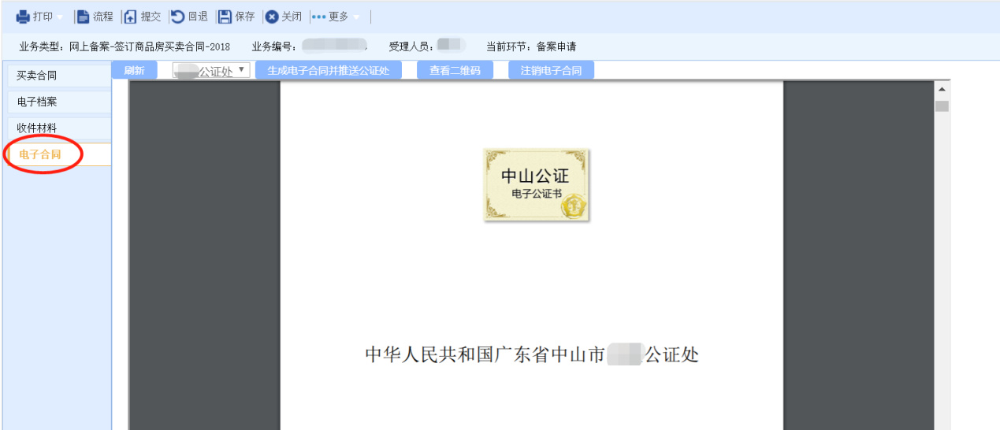 打印 流程 提交 回退 保存 关闭 更多
业务类型：网上备案-签订商品房买卖合同-2018 业务编号： 受理人员： 当前环节：备案申请
买卖合同
电子档案
收件材料
电子合同
刷新 公证处 生成电子合同并推送公证处 查看二维码 注销电子合同
中山公证
电子公证书
中华人民共和国广东省中山市 公证处